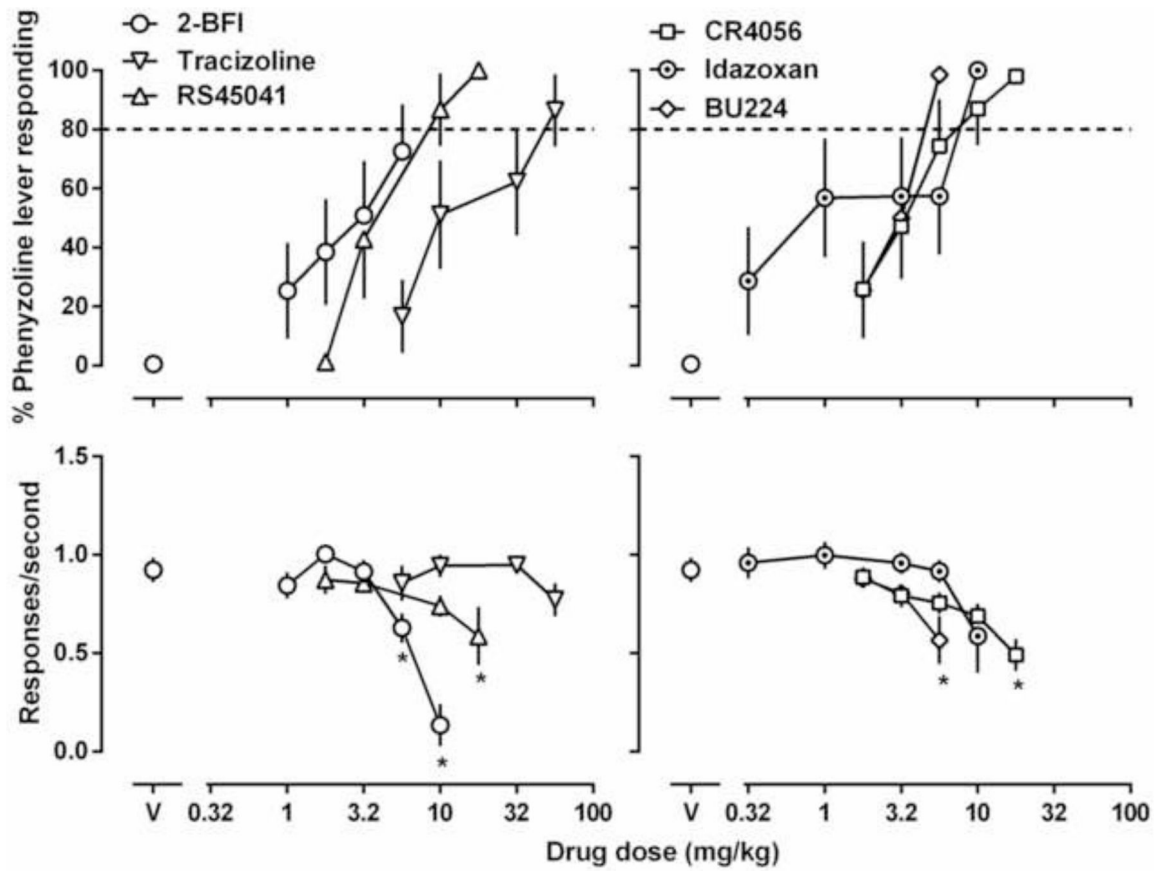 2-BFI
Tracizoline
RS45041
CR4056
Idazoxan
BU224
% Phenyzoline lever responding
100
80
60
40
20
0
Responses/second
1.5
1.0
0.5
0.0
*
*
*
*
*
V 0.32 1 3.2 10 32 100
V 0.32 1 3.2 10 32 100
Drug dose (mg/kg)